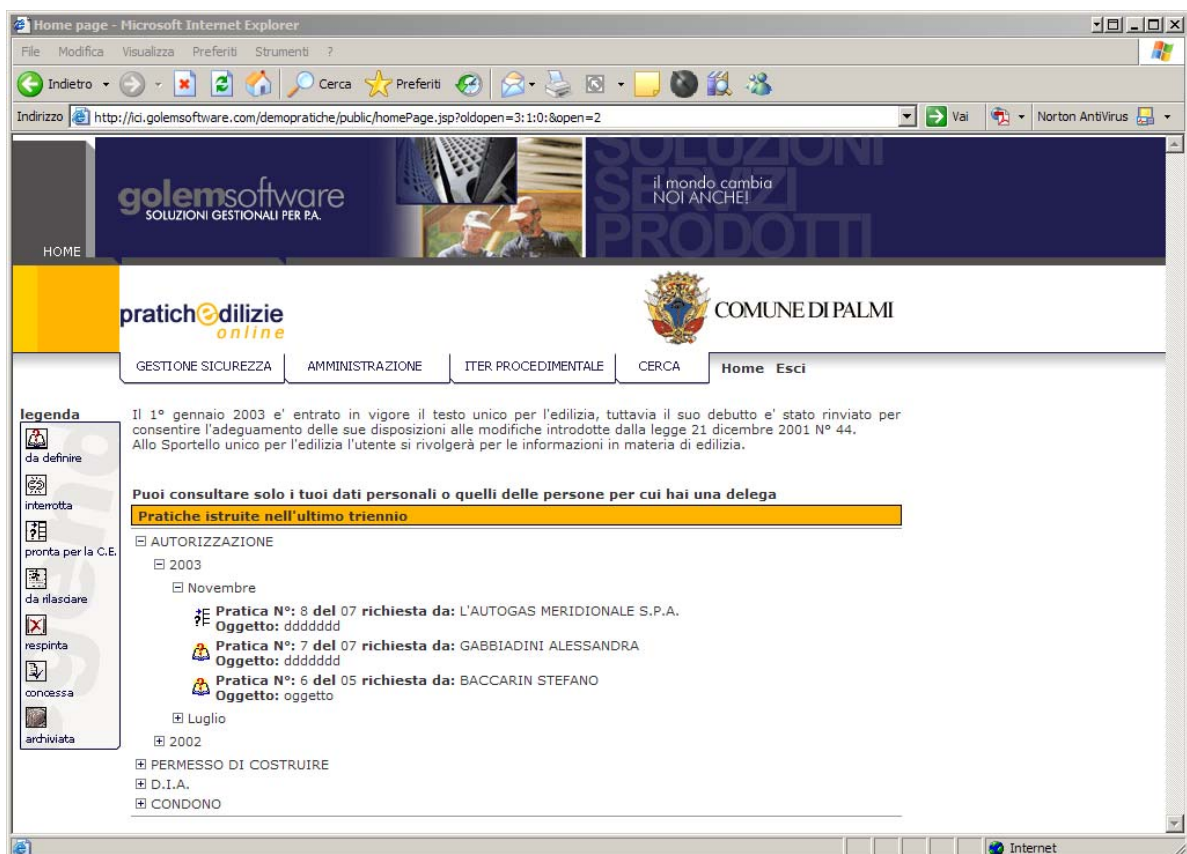 Home page - Microsoft Internet Explorer
File Modifica Visualizza Preferiti Strumenti ?
Indietro Cerca Preferiti
Indirizzo http://ici.golemsoftware.com/demopratiche/public/homePage.jsp?oldopen=3:1:0:&open=2 Vai Norton AntiVirus
golemsoftware
SOLUZIONI GESTIONALI PER P.A.
il mondo cambia
NOI ANCHE!
SOLUZIONI
SERVIZI
PRODOTTI
HOME
pratichedilizie
online
COMUNE DI PALMI
GESTIONE SICUREZZA AMMINISTRAZIONE ITER PROCEDIMENTALE CERCA Home Esci
legenda
da definire
interrotta
pronta per la C.E.
da rilasciare
respinta
concessa
archiviata
Il 1° gennaio 2003 e' entrato in vigore il testo unico per l'edilizia, tuttavia il suo debutto e' stato rinviato per
consentire l'adeguamento delle sue disposizioni alle modifiche introdotte dalla legge 21 dicembre 2001 N° 44.
Allo Sportello unico per l'edilizia l'utente si rivolgerà per le informazioni in materia di edilizia.
Puoi consultare solo i tuoi dati personali o quelli delle persone per cui hai una delega
Pratiche istruite nell'ultimo triennio
AUTORIZZAZIONE
2003
Novembre
Pratica N°: 8 del 07 richiesta da: L'AUTOGAS MERIDIONALE S.P.A.
Oggetto: ddddddd
Pratica N°: 7 del 07 richiesta da: GABBIADINI ALESSANDRA
Oggetto: ddddddd
Pratica N°: 6 del 05 richiesta da: BACCARIN STEFANO
Oggetto: oggetto
Luglio
2002
PERMESSO DI COSTRUIRE
D.I.A.
CONDONO
Internet